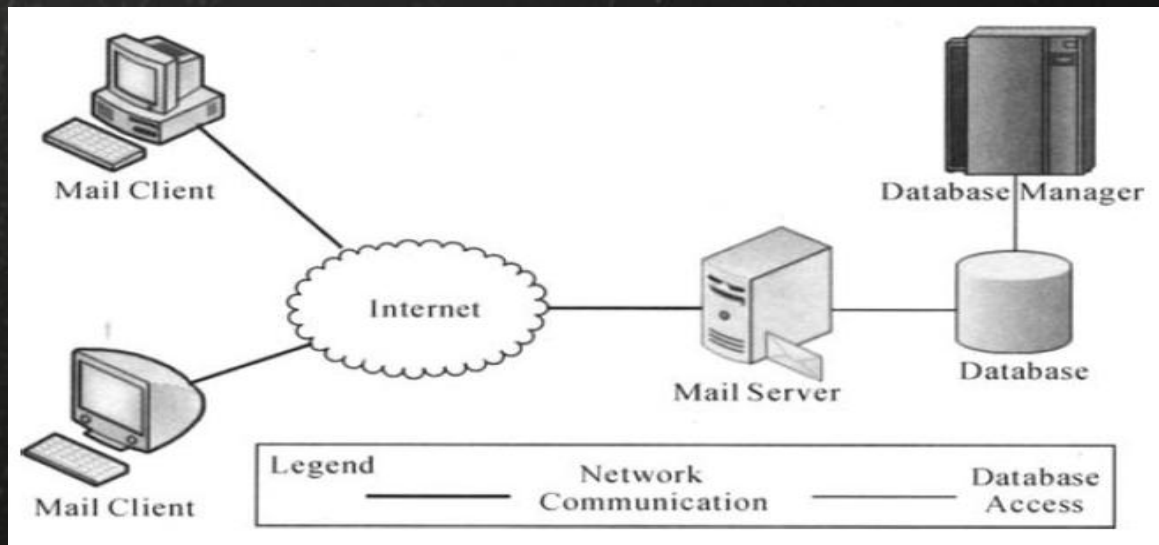 Mail Client
Database Manager
Internet
Mail Server
Database
Mail Client
Legend
Network
Communication
Database
Access